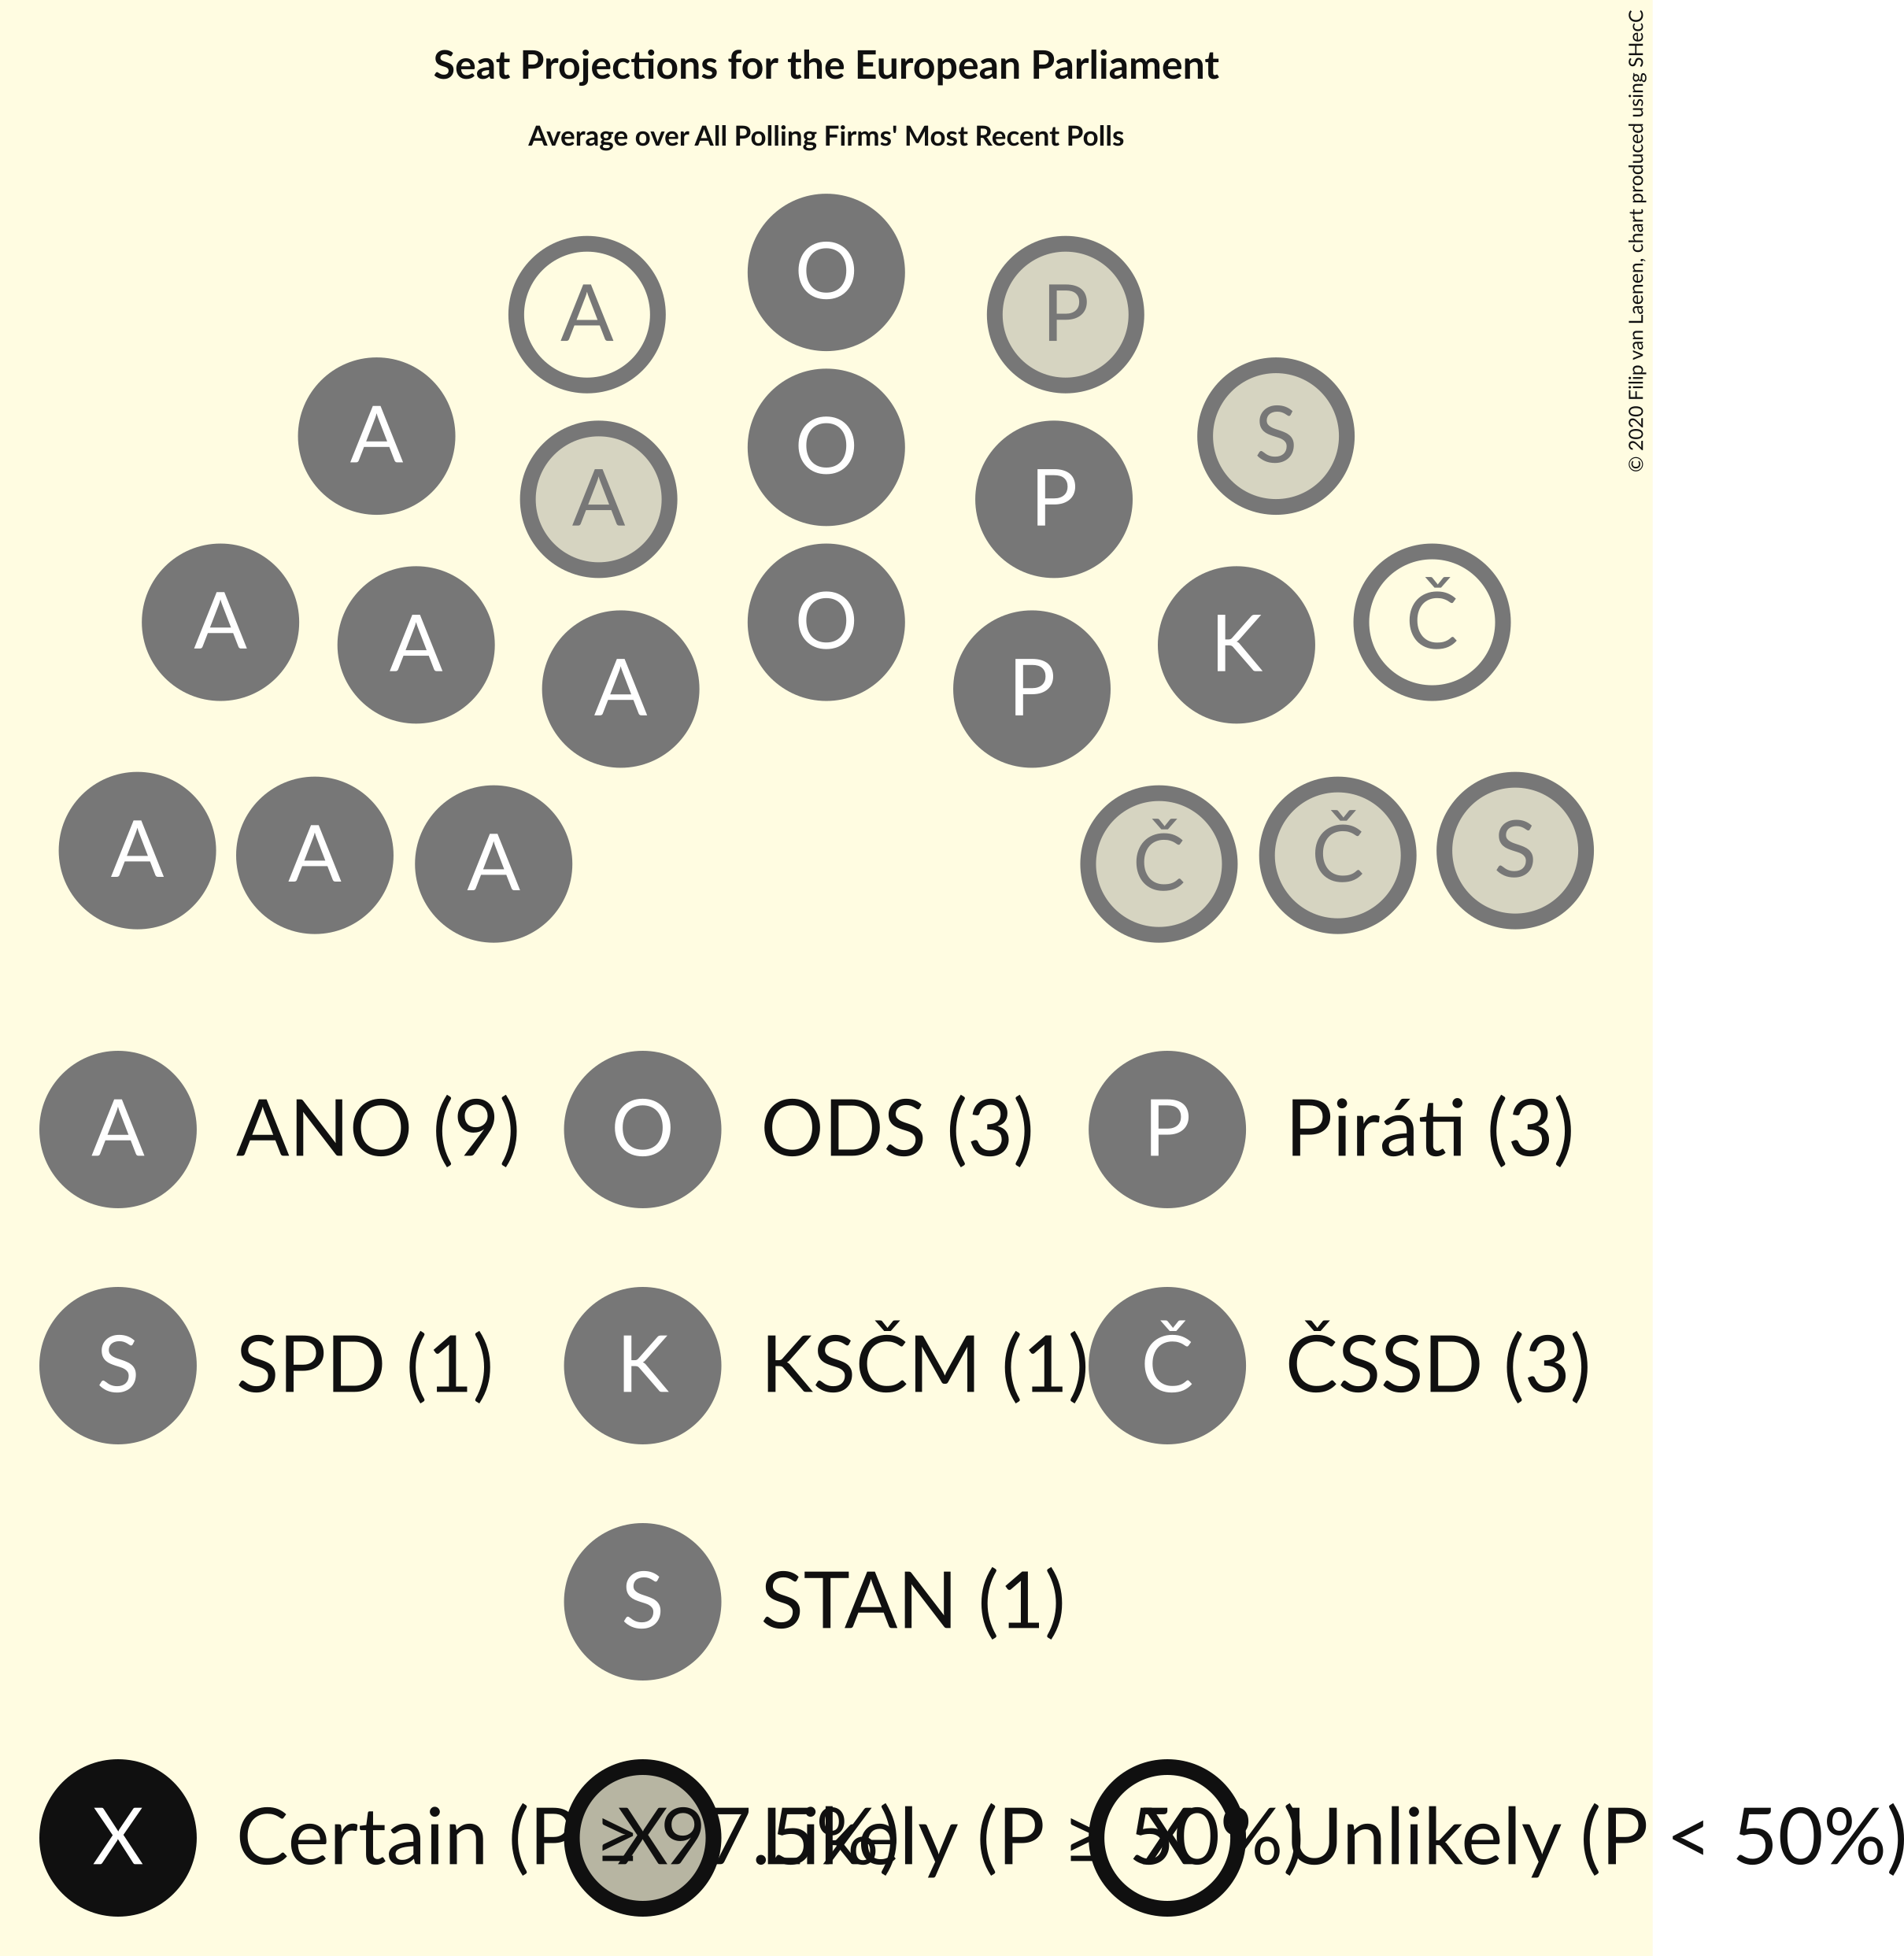 Seat Projections for the European Parliament
Average over All Polling Firms' Most Recent Polls
© 2020 Filip van Laenen, chart produced using SHecC
O
A P
O
A S
A P
O
A Č
A K
A P
A S
A Č
A Č
A ANO (9) O ODS (3) P Piráti (3)
S SPD (1) K KSČM (1) Č ČSSD (3)
S STAN (1)
X Certain (P ≥ 97.5%) X Likely (P ≥ 50%) X Unlikely (P < 50%)